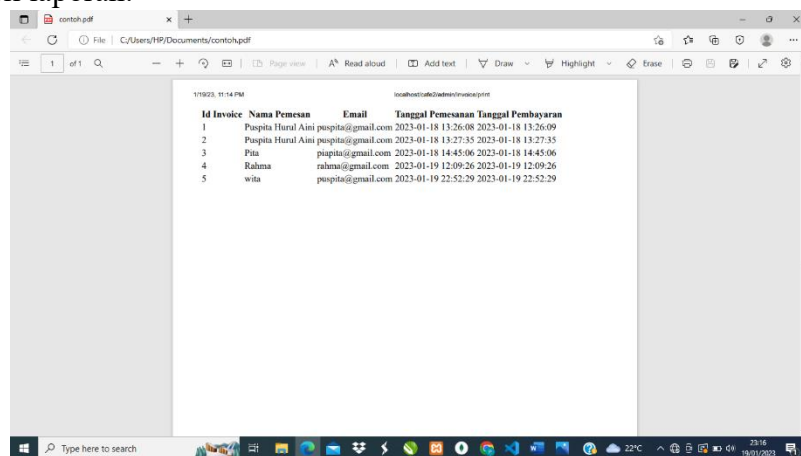 n laporan.
contoh.pdf
File | C:/Users/HP/Documents/contoh.pdf
1 of 1 Page view Read aloud Add text Draw Highlight Erase
1/19/23, 11:14 PM localhost/cafe2/admin/invoice/print
Id Invoice Nama Pemesan Email Tanggal Pemesanan Tanggal Pembayaran
1 Puspita Hurul Aini puspita@gmail.com 2023-01-18 13:26:08 2023-01-18 13:26:09
2 Puspita Hurul Aini puspita@gmail.com 2023-01-18 13:27:35 2023-01-18 13:27:35
3 Pita piapita@gmail.com 2023-01-18 14:45:06 2023-01-18 14:45:06
4 Rahma rahma@gmail.com 2023-01-19 12:09:26 2023-01-19 12:09:26
5 wita puspita@gmail.com 2023-01-19 22:52:29 2023-01-19 22:52:29
Type here to search 22°C 23:16
19/01/2023